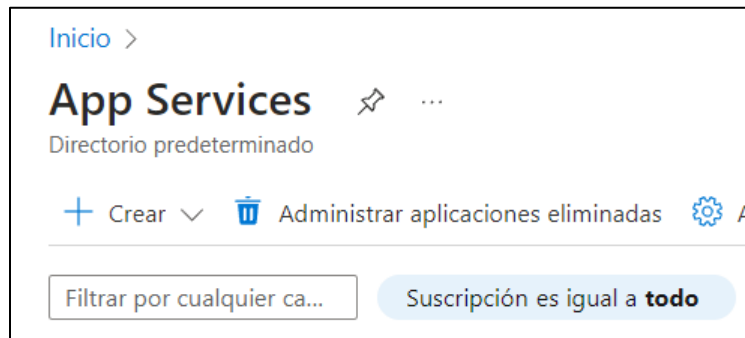 Inicio >
App Services ...
Directorio predeterminado
+ Crear Administrar aplicaciones eliminadas A
Filtrar por cualquier ca... Suscripción es igual a todo